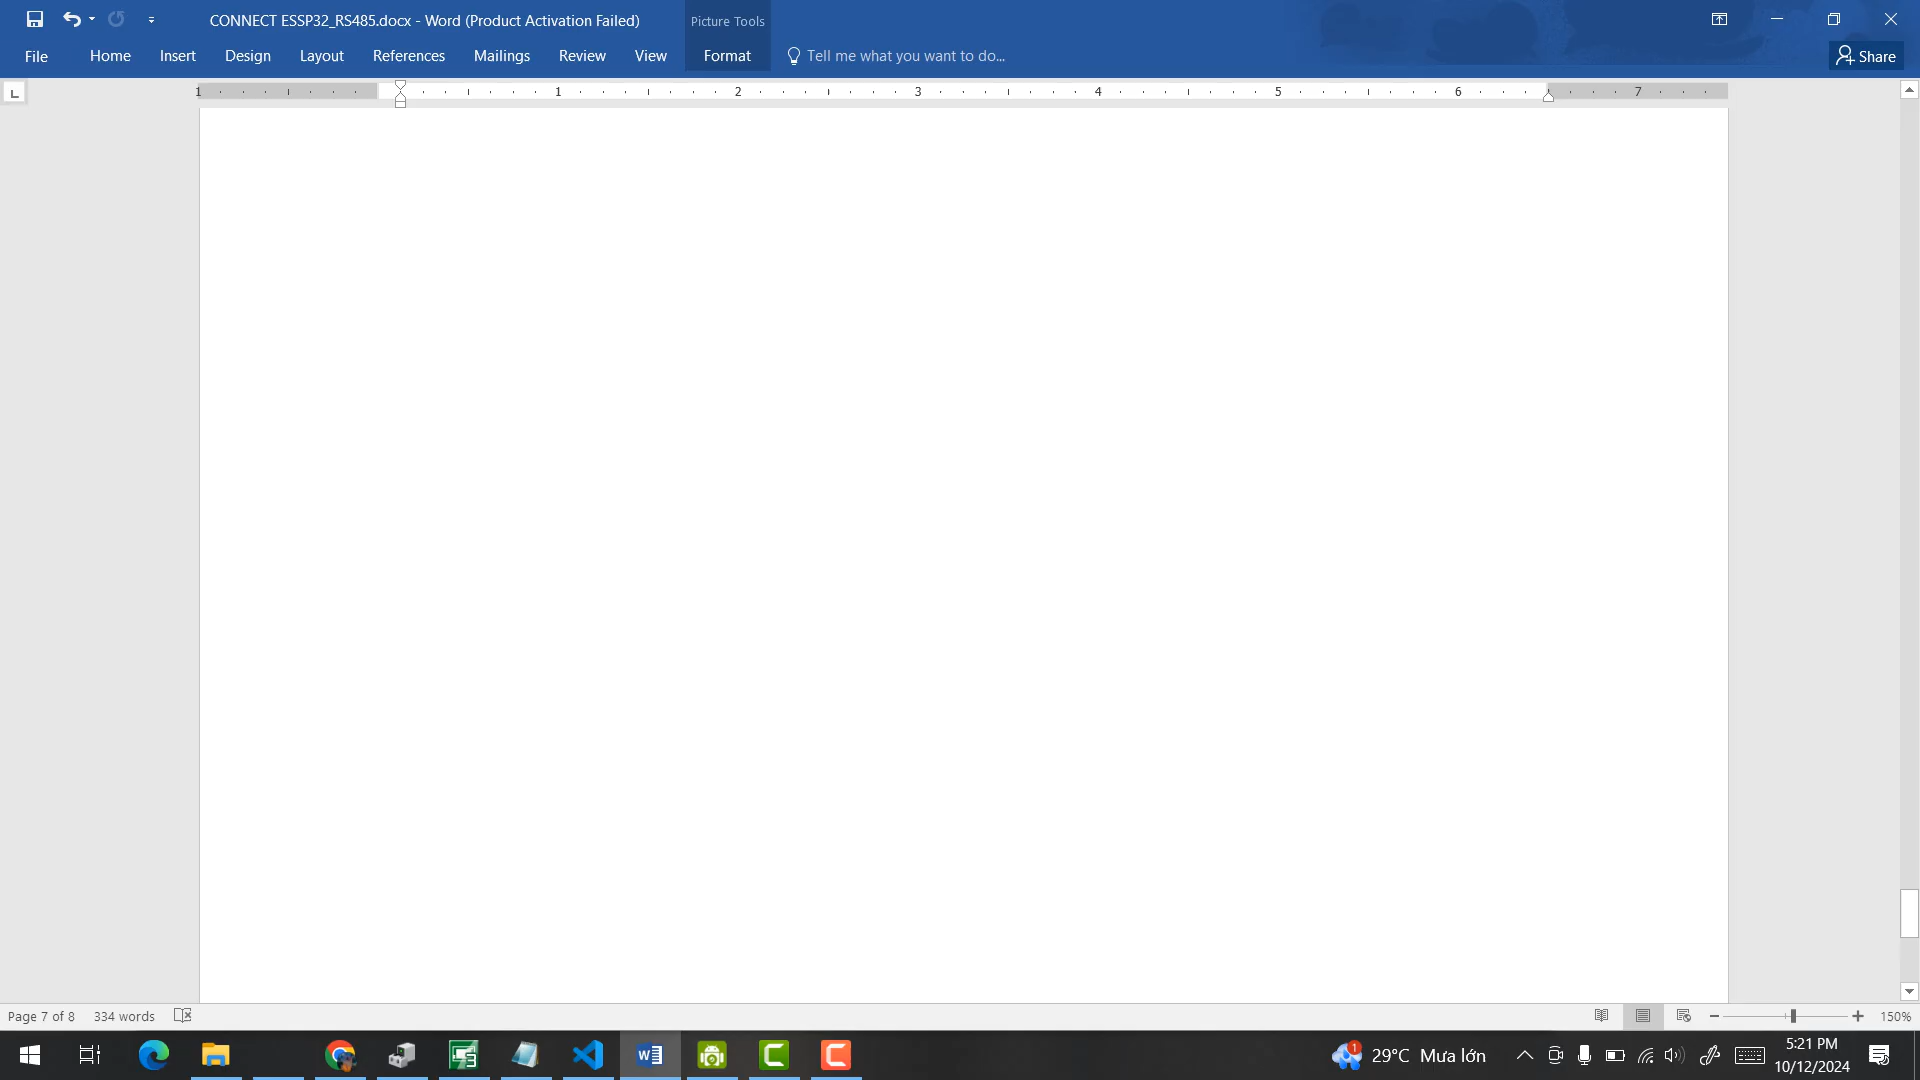 CONNECT ESSP32_RS485.docx - Word (Product Activation Failed)
Picture Tools
File
Home
Insert
Design
Layout
References
Mailings
Review
View
Format
Tell me what you want to do...
Share
1 1 2 3 4 5 6 7
Page 7 of 8
334 words
150%
1
29°C Mưa lớn
5:21 PM
10/12/2024